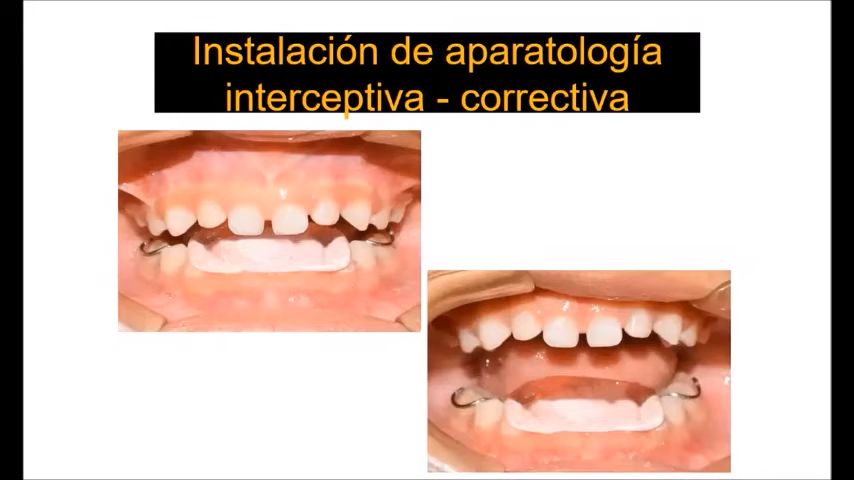 Instalación de aparatología
interceptiva - correctiva